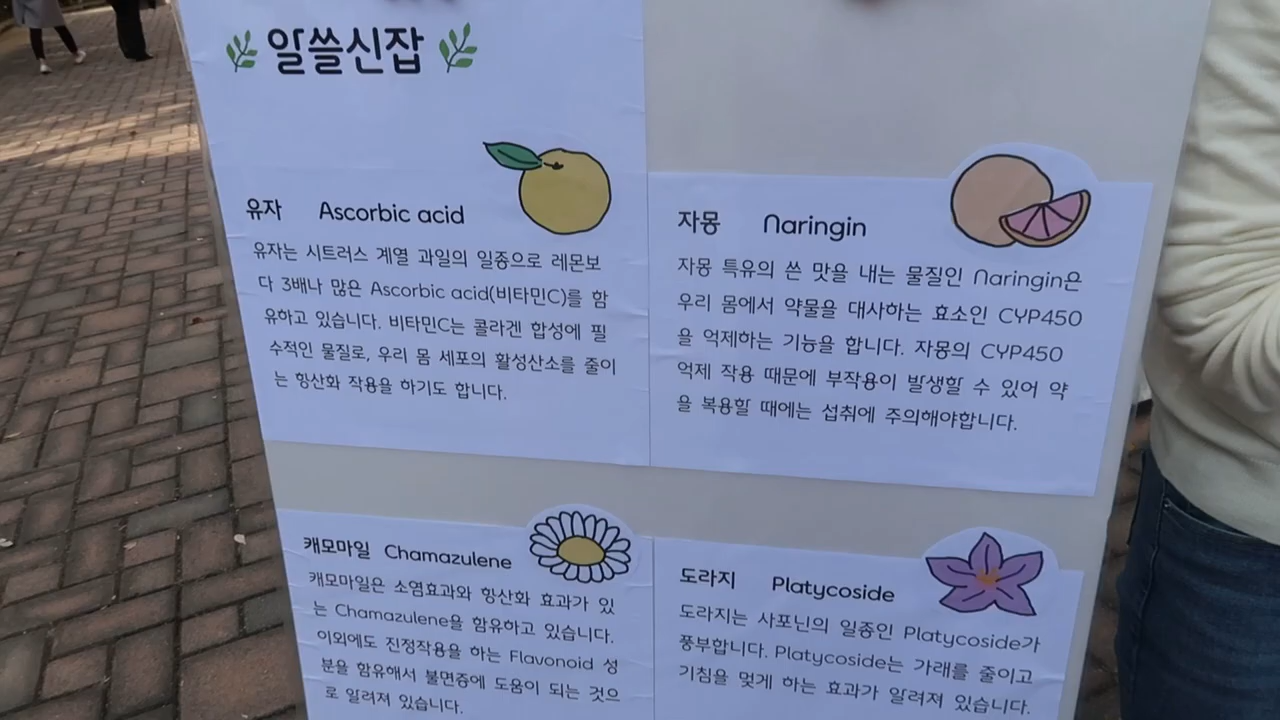 알쓸신잡
유자 Ascorbic acid
유자는 시트러스 계열 과일의 일종으로 레몬보
다 3배나 많은 Ascorbic acid(비타민C)를 함
유하고 있습니다. 비타민C는 콜라겐 합성에 필
수적인 물질로, 우리 몸 세포의 활성산소를 줄이
는 항산화 작용을 하기도 합니다.
자몽 Naringin
자몽 특유의 쓴 맛을 내는 물질인 Naringin은
우리 몸에서 약물을 대사하는 효소인 CYP450
을 억제하는 기능을 합니다. 자몽의 CYP450
억제 작용 때문에 부작용이 발생할 수 있어 약
을 복용할 때에는 섭취에 주의해야합니다.
캐모마일 Chamazulene
캐모마일은 소염효과와 항산화 효과가 있
는 Chamazulene을 함유하고 있습니다.
이외에도 진정작용을 하는 Flavonoid 성
분을 함유해서 불면증에 도움이 되는 것으
로 알려져 있습니다.
도라지 Platycoside
도라지는 사포닌의 일종인 Platycoside가
풍부합니다. Platycoside는 가래를 줄이고
기침을 멎게 하는 효과가 알려져 있습니다.